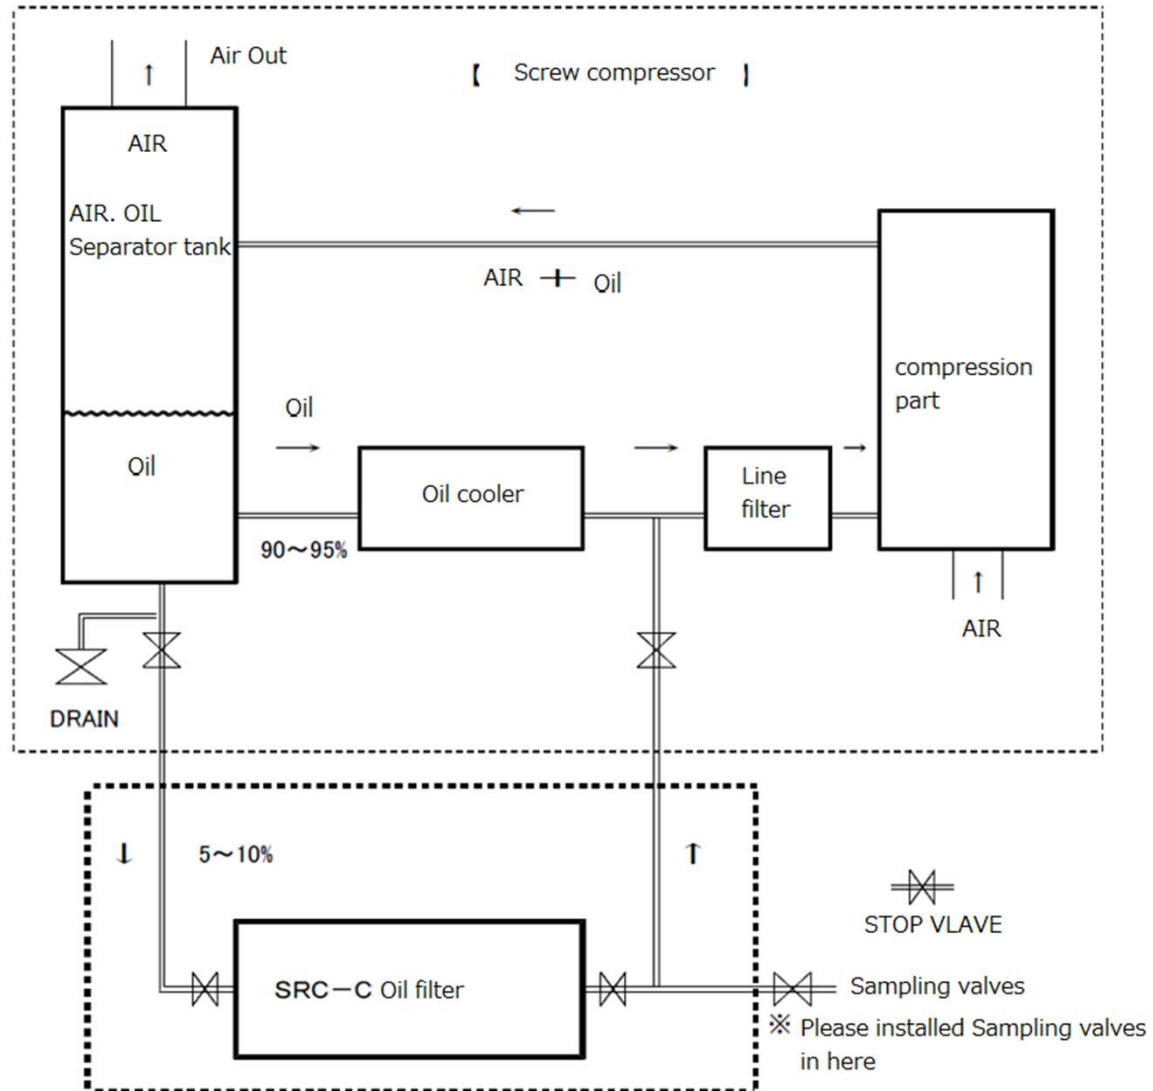 Air Out
【 Screw compressor 】
↑
AIR
AIR. OIL
Separator tank
←
AIR + Oil
compression
part
Oil
→
→
→
Oil
Oil cooler
Line
filter
90～95%
↑
AIR
DRAIN
↓
5～10%
↑
STOP VLAVE
SRC－C Oil filter
Sampling valves
※ Please installed Sampling valves
in here